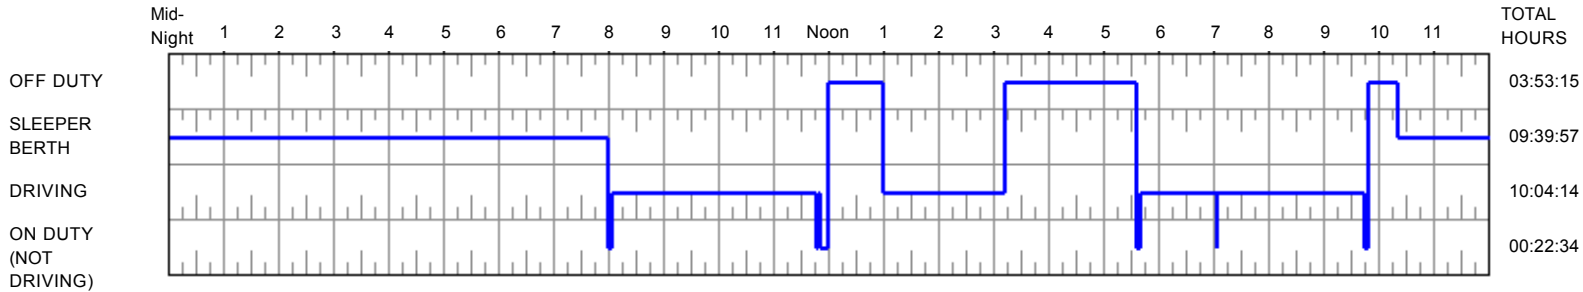 Mid-
Night 1 2 3 4 5 6 7 8 9 10 11 Noon 1 2 3 4 5 6 7 8 9 10 11
TOTAL
HOURS
OFF DUTY 03:53:15
SLEEPER
BERTH 09:39:57
DRIVING 10:04:14
ON DUTY
(NOT
DRIVING) 00:22:34